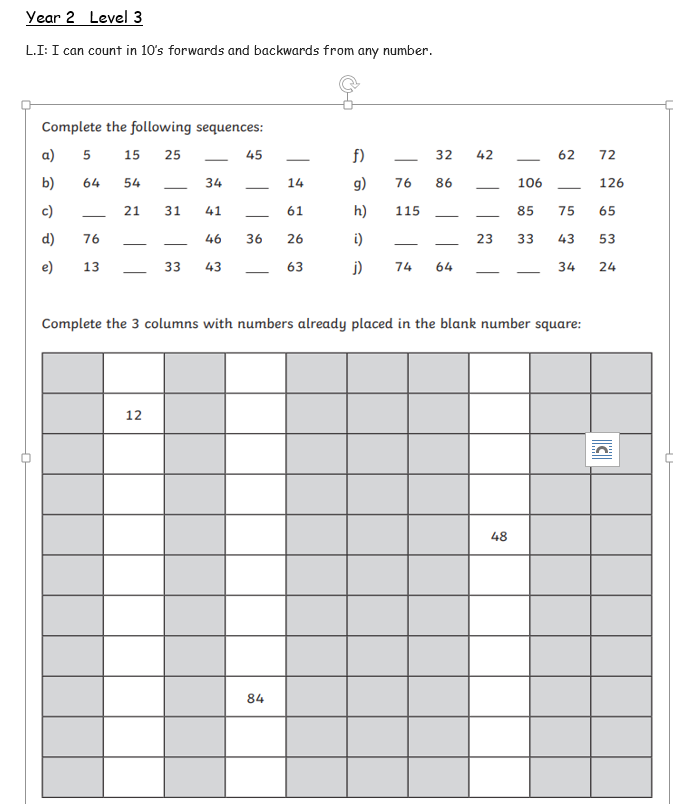 Year 2 Level 3
L.I: I can count in 10's forwards and backwards from any number.
Complete the following sequences:
a) 5 15 25 ___ 45 ___
f) ___ 32 42 ___ 62 72
b) 64 54 ___ 34 ___ 14
g) 76 86 ___ 106 ___ 126
c) ___ 21 31 41 ___ 61
h) 115 ___ ___ 85 75 65
d) 76 ___ ___ 46 36 26
i) ___ ___ 23 33 43 53
e) 13 ___ 33 43 ___ 63
j) 74 64 ___ ___ 34 24
Complete the 3 columns with numbers already placed in the blank number square:
12
48
84